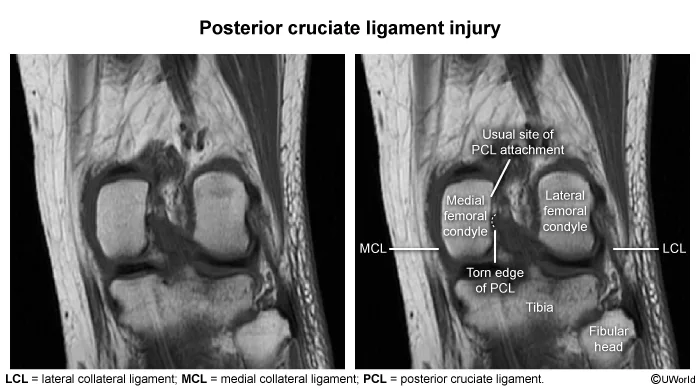 Posterior cruciate ligament injury
Usual site of
PCL attachment
Medial
femoral
condyle
Lateral
femoral
condyle
MCL
LCL
Torn edge
of PCL
Tibia
Fibular
head
LCL = lateral collateral ligament; MCL = medial collateral ligament; PCL = posterior cruciate ligament.
©UWorld